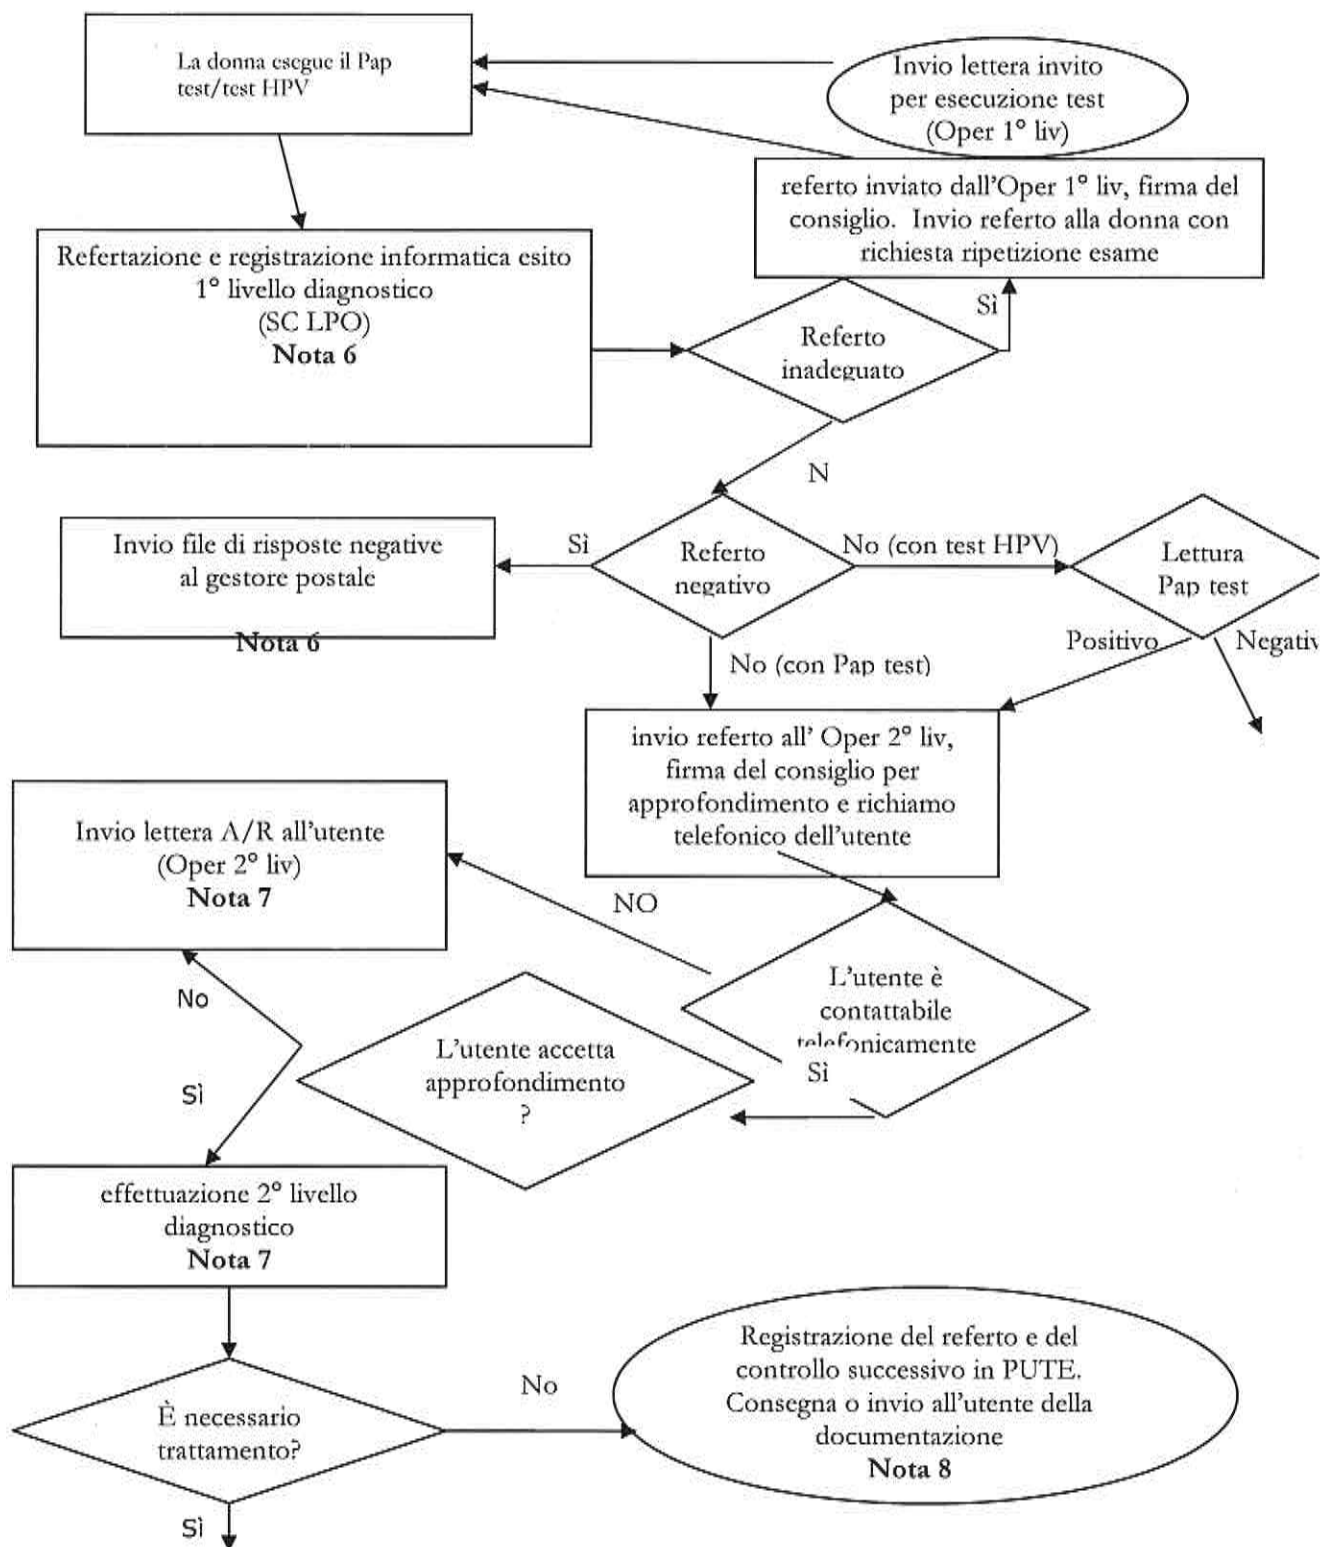 La donna esegue il Pap
test/test HPV
Invio lettera invito
per esecuzione test
(Oper 1° liv)
referto inviato dall'Oper 1° liv, firma del
consiglio. Invio referto alla donna con
richiesta ripetizione esame
Refertazione e registrazione informatica esito
1° livello diagnostico
(SC LPO)
Nota 6
Sì
Referto
inadeguato
N
Invio file di risposte negative
al gestore postale
Nota 6
Sì
Referto
negativo
No (con test HPV)
Lettura
Pap test
Positivo
Negativ
No (con Pap test)
invio referto all' Oper 2° liv,
firma del consiglio per
approfondimento e richiamo
telefonico dell'utente
Invio lettera A/R all'utente
(Oper 2° liv)
Nota 7
NO
L'utente è
contattabile
telefonicamente
Sì
No
L'utente accetta
approfondimento
?
Sì
effettuazione 2° livello
diagnostico
Nota 7
È necessario
trattamento?
No
Registrazione del referto e del
controllo successivo in PUTE.
Consegna o invio all'utente della
documentazione
Nota 8
Sì